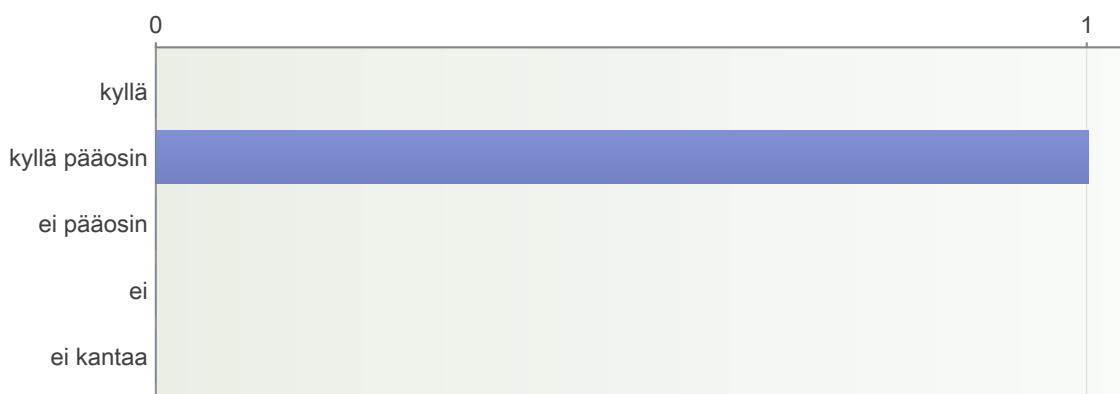 0 1
kyllä
kyllä pääosin
ei pääosin
ei
ei kantaa